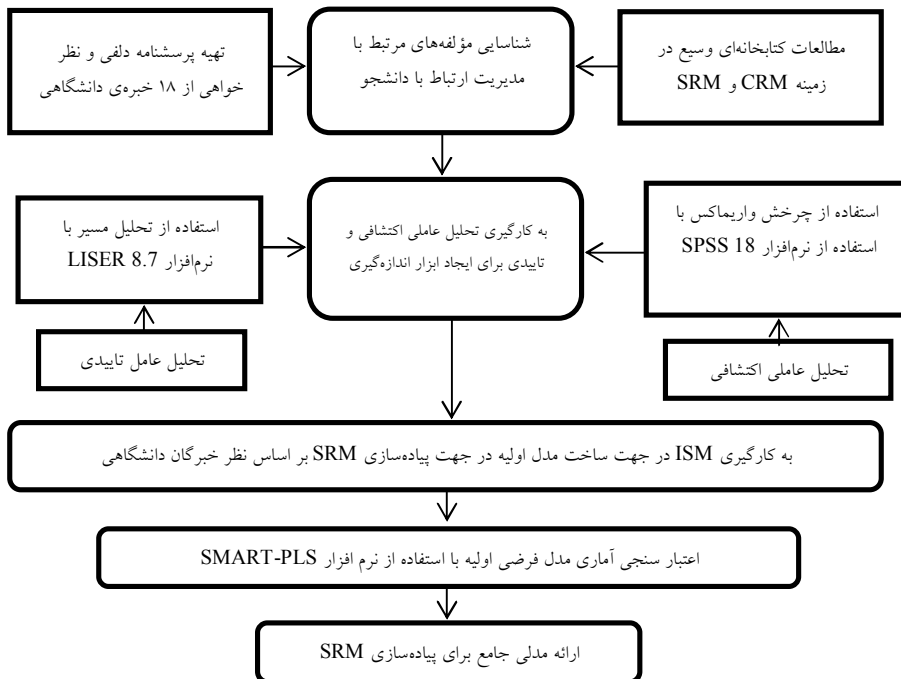 مطالعات کتابخانه‌ای وسیع در
زمینه CRM و SRM
شناسایی مؤلفه‌های مرتبط با
مدیریت ارتباط با دانشجو
تهیه پرسشنامه دلفی و نظر
خواهی از ۱۸ خبره‌ی دانشگاهی
استفاده از چرخش واریماکس با
استفاده از نرم‌افزار SPSS 18
به کارگیری تحلیل عاملی اکتشافی و
تاییدی برای ایجاد ابزار اندازه‌گیری
استفاده از تحلیل مسیر با
نرم‌افزار LISER 8.7
تحلیل عاملی اکتشافی
تحلیل عامل تاییدی
به کارگیری ISM در جهت ساخت مدل اولیه در جهت پیاده‌سازی SRM بر اساس نظر خبرگان دانشگاهی
اعتبار سنجی آماری مدل فرضی اولیه با استفاده از نرم افزار SMART-PLS
ارائه مدلی جامع برای پیاده‌سازی SRM